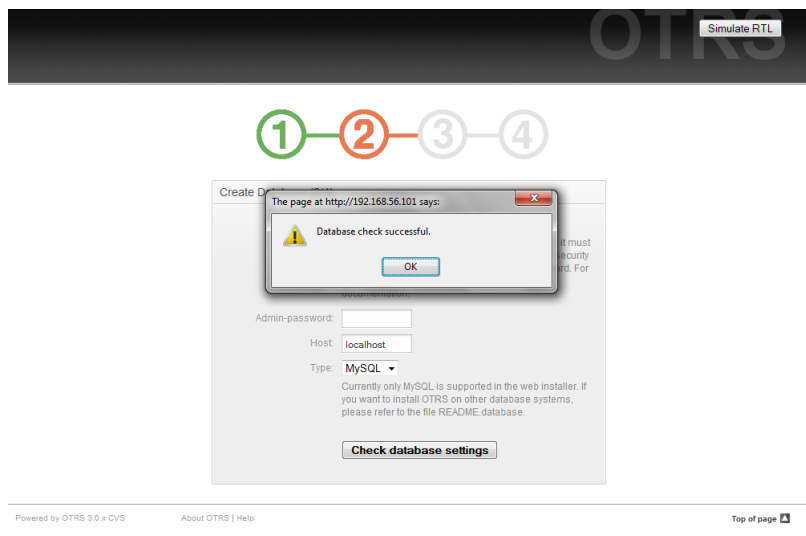 OTRS
Simulate RTL
1 2 3 4
Create
The page at http://192.168.56.101 says:
Database check successful.
it must
OK
documentation.
Admin-password:
Host: localhost
Type: MySQL
Currently only MySQL is supported in the web installer. If
you want to install OTRS on other database systems,
please refer to the file README.database.
Check database settings
Powered by OTRS 3.0.x CVS About OTRS | Help Top of page